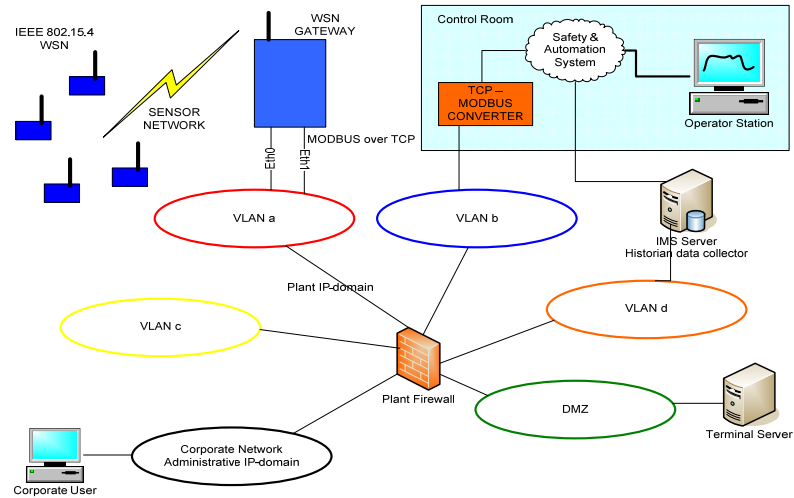 IEEE 802.15.4
WSN
SENSOR
NETWORK
WSN
GATEWAY
MODBUS over TCP
Eth0
Eth1
Control Room
Safety &
Automation
System
TCP –
MODBUS
CONVERTER
Operator Station
VLAN a
VLAN b
IMS Server
Historian data collector
Plant IP-domain
VLAN c
VLAN d
Plant Firewall
DMZ
Terminal Server
Corporate Network
Administrative IP-domain
Corporate User